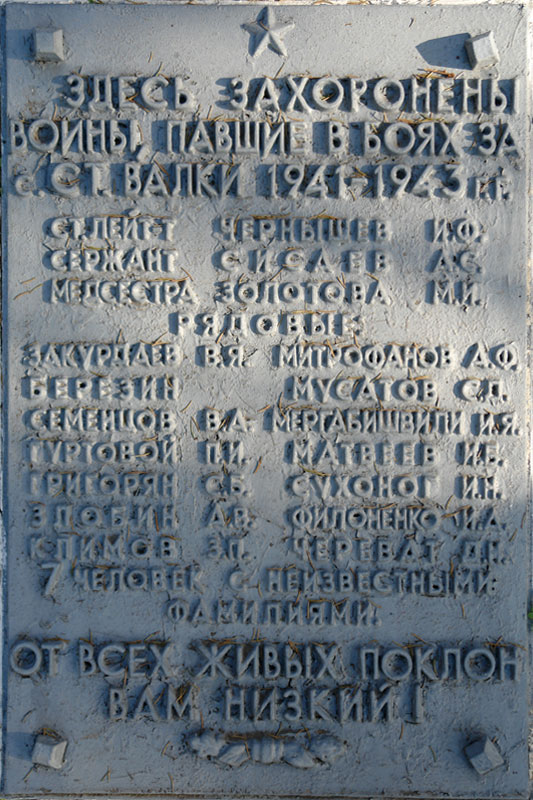 ЗДЕСЬ ЗАХОРОНЕНЫ
ВОИНЫ, ПАВШИЕ В БОЯХ ЗА
с. СТ. ВАЛКИ 1941-1943 г.г.
СТ. ЛЕЙТ-Т ЧЕРНЫШЕВ И.Ф.
СЕРЖАНТ СИСАЕВ А.С.
МЕДСЕСТРА ЗОЛОТОВА М.И.
РЯДОВЫЕ:
ЗАКУРДАЕВ В.Я. МИТРОФАНОВ Д.Ф.
БЕРЕЗИН МУСАТОВ С.Д.
СЕМЕНЦОВ В.А. МЕРГАБИШВИЛИ И.Я.
ГУРТОВОЙ П.И. МАТВЕЕВ И.Е.
ГРИГОРЯН С.Б. СУХОНОГ И.Н.
ЗЛОБИН А.В. ФИЛОНЕНКО И.А.
КЛИМОВ З.П. ЧЕРЕВАТ Д.Н.
7 ЧЕЛОВЕК С НЕИЗВЕСТНЫМИ
ФАМИЛИЯМИ.
ОТ ВСЕХ ЖИВЫХ ПОКЛОН
ВАМ НИЗКИЙ!